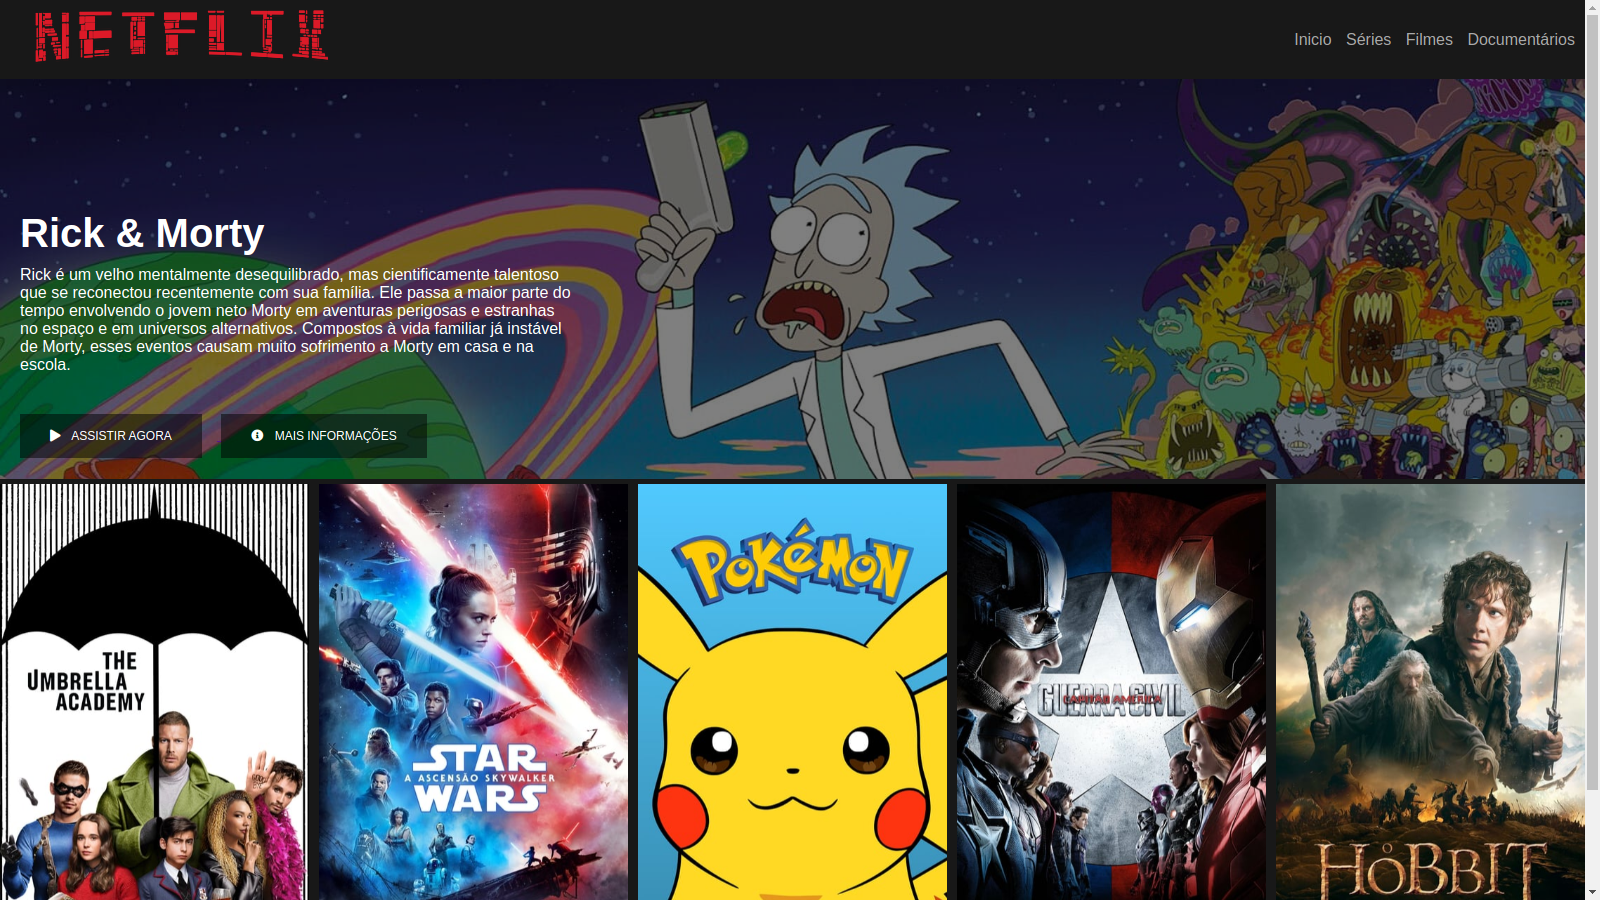 NETFLIX
Inicio Séries Filmes Documentários
Rick & Morty
Rick é um velho mentalmente desequilibrado, mas cientificamente talentoso
que se reconectou recentemente com sua família. Ele passa a maior parte do
tempo envolvendo o jovem neto Morty em aventuras perigosas e estranhas
no espaço e em universos alternativos. Compostos à vida familiar já instável
de Morty, esses eventos causam muito sofrimento a Morty em casa e na
escola.
ASSISTIR AGORA MAIS INFORMAÇÕES
THE
UMBRELLA
ACADEMY
STAR
A ASCENSÃO SKYWALKER
WARS
POKÉMON
CAPITÃO AMÉRICA
GUERRA CIVIL
HOBBIT